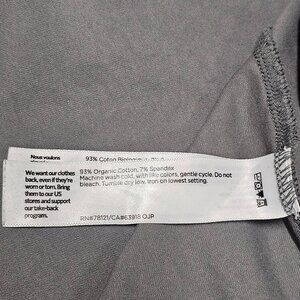 Nous voulons
93% Coton Biologique
We want our clothes
back, even if they're
worn or torn. Bring
them to our US
stores and support
our take-back
program.
93% Organic Cotton, 7% Spandex
Machine wash cold, with like colors, gentle cycle. Do not
bleach. Tumble dry low. Iron on lowest setting.
RN#78121/CA#63918 OJP